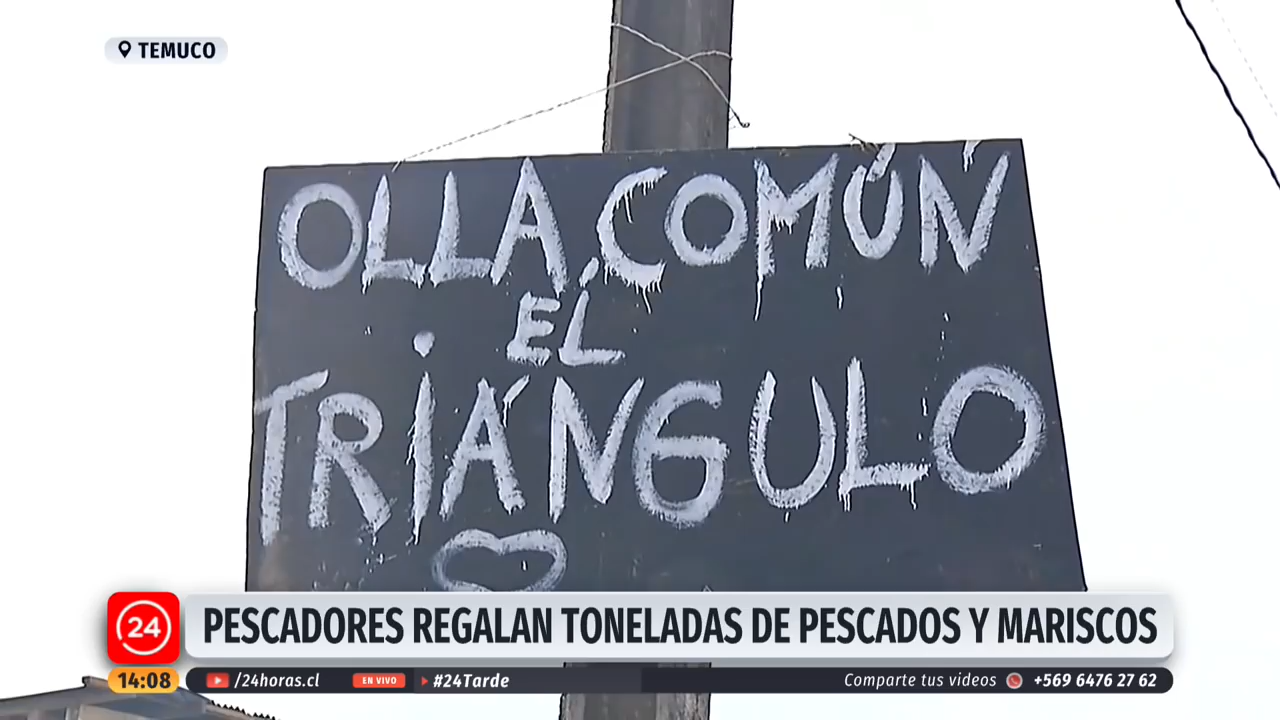 TEMUCO
OLLA COMÚN
EĹ
TRIÁNGULO
24
PESCADORES REGALAN TONELADAS DE PESCADOS Y MARISCOS
14:08 /24horas.cl EN VIVO #24Tarde Comparte tus videos +569 6476 27 62